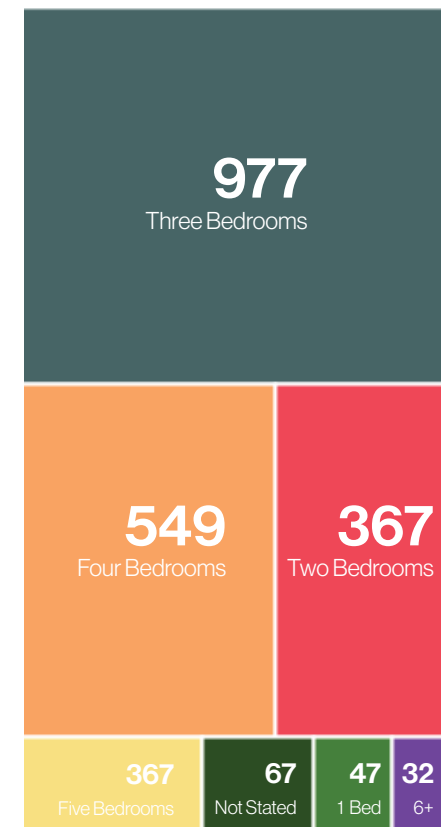 977
Three Bedrooms
549
Four Bedrooms
367
Two Bedrooms
367
Five Bedrooms
67
Not Stated
47
1 Bed
32
6+